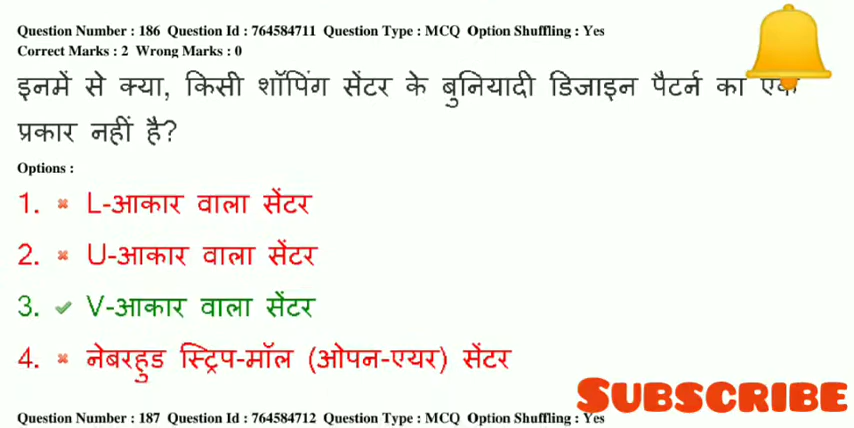 Question Number : 186 Question Id : 764584711 Question Type : MCQ Option Shuffling : Yes
Correct Marks : 2 Wrong Marks : 0
इनमें से क्या, किसी शॉपिंग सेंटर के बुनियादी डिजाइन पैटर्न का एक
प्रकार नहीं है?
Options :
1. L-आकार वाला सेंटर
2. U-आकार वाला सेंटर
3. V-आकार वाला सेंटर
4. नेबरहुड स्ट्रिप-मॉल (ओपन-एयर) सेंटर
SUBSCRIBE
Question Number : 187 Question Id : 764584712 Question Type : MCQ Option Shuffling : Yes